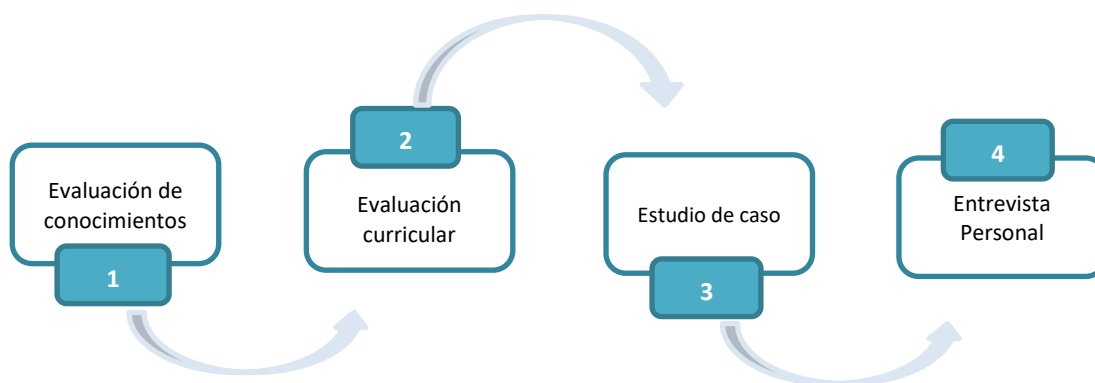 Evaluación de
conocimientos
1
2
Evaluación
curricular
Estudio de caso
3
4
Entrevista
Personal